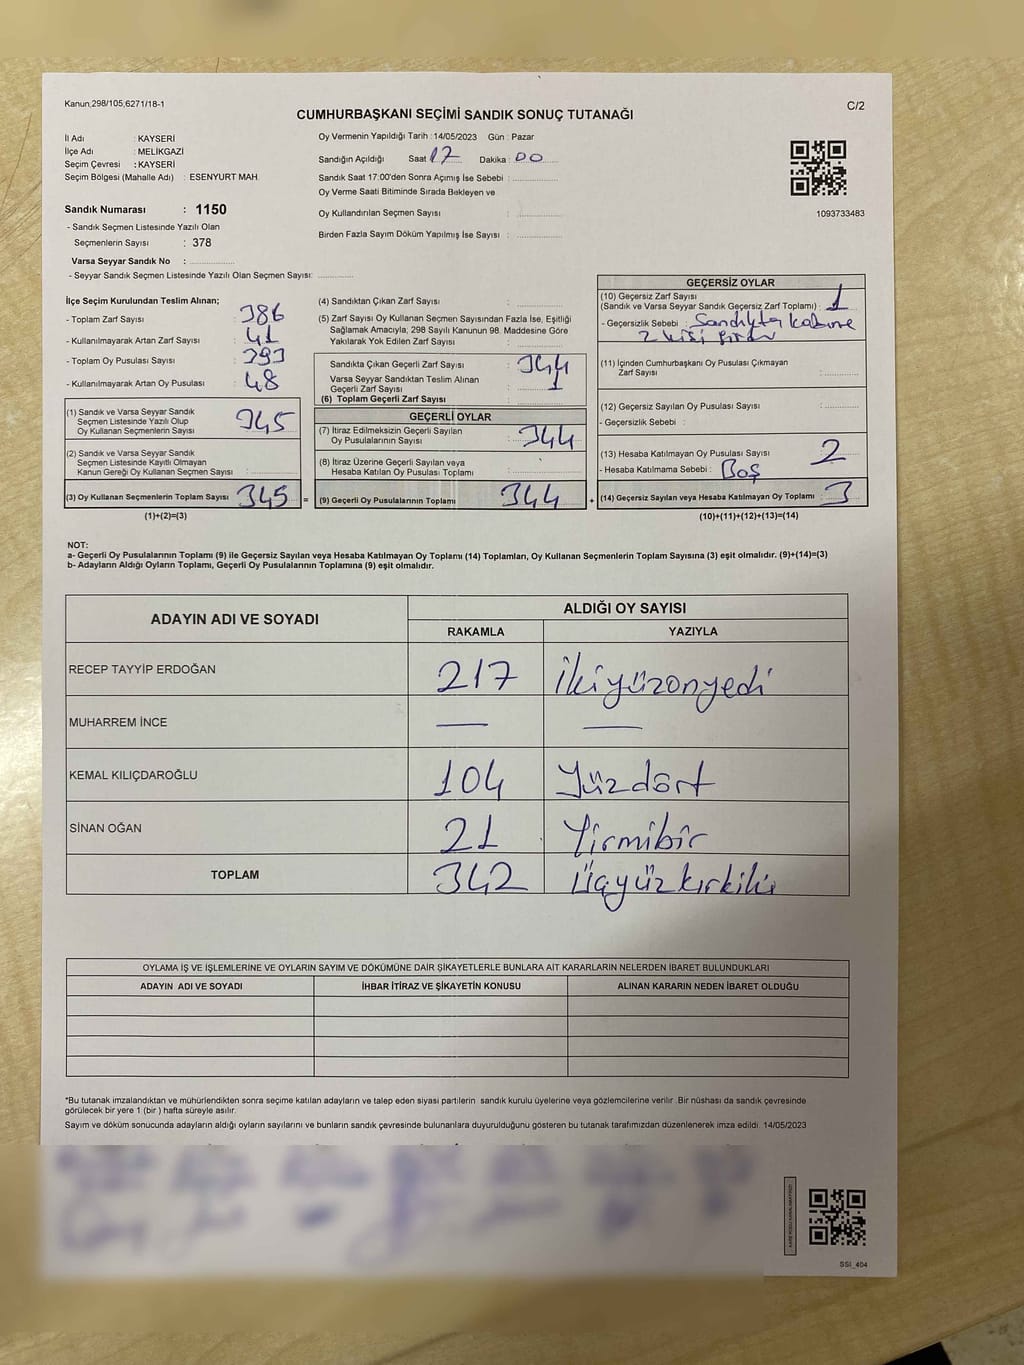 Kanun;298/105;6271/18-1
CUMHURBAŞKANI SEÇİMİ SANDIK SONUÇ TUTANAĞI
C/2
İl Adı : KAYSERİ
İlçe Adı : MELİKGAZİ
Seçim Çevresi : KAYSERİ
Seçim Bölgesi (Mahalle Adı) : ESENYURT MAH.
Sandık Numarası : 1150
- Sandık Seçmen Listesinde Yazılı Olan
Seçmenlerin Sayısı : 378
Varsa Seyyar Sandık No :
- Seyyar Sandık Seçmen Listesinde Yazılı Olan Seçmen Sayısı:
Oy Vermenin Yapıldığı Tarih : 14/05/2023 Gün : Pazar
Sandığın Açıldığı Saat 17 Dakika : 00
Sandık Saat 17:00'den Sonra Açımış İse Sebebi :
Oy Verme Saati Bitiminde Sırada Bekleyen ve
Oy Kullandırılan Seçmen Sayısı :
Birden Fazla Sayım Döküm Yapılmış İse Sayısı :
1093733483
İlçe Seçim Kurulundan Teslim Alınan;
- Toplam Zarf Sayısı : 386
- Kullanılmayarak Artan Zarf Sayısı : 41
- Toplam Oy Pusulası Sayısı : 393
- Kullanılmayarak Artan Oy Pusulası : 48
(1) Sandık ve Varsa Seyyar Sandık
Seçmen Listesinde Yazılı Olup
Oy Kullanan Seçmenlerin Sayısı : 345
(2) Sandık ve Varsa Seyyar Sandık
Seçmen Listesinde Kayıtlı Olmayan
Kanun Gereği Oy Kullanan Seçmen Sayısı :
(3) Oy Kullanan Seçmenlerin Toplam Sayısı : 345 =
(1)+(2)=(3)
(4) Sandıktan Çıkan Zarf Sayısı :
(5) Zarf Sayısı Oy Kullanan Seçmen Sayısından Fazla İse, Eşitliği
Sağlamak Amacıyla, 298 Sayılı Kanunun 98. Maddesine Göre
Yakılarak Yok Edilen Zarf Sayısı :
Sandıkta Çıkan Geçerli Zarf Sayısı : 344
Varsa Seyyar Sandıktan Teslim Alınan
Geçerli Zarf Sayısı : 1
(6) Toplam Geçerli Zarf Sayısı :
GEÇERLİ OYLAR
(7) İtiraz Edilmeksizin Geçerli Sayılan
Oy Pusulalarının Sayısı : 344
(8) İtiraz Üzerine Geçerli Sayılan veya
Hesaba Katılan Oy Pusulası Toplamı :
(9) Geçerli Oy Pusulalarının Toplamı : 344 +
GEÇERSİZ OYLAR
(10) Geçersiz Zarf Sayısı
(Sandık ve Varsa Seyyar Sandık Geçersiz Zarf Toplamı) : 1
- Geçersizlik Sebebi : Sandıkta kabine
2 kişi
(11) İçinden Cumhurbaşkanı Oy Pusulası Çıkmayan
Zarf Sayısı :
(12) Geçersiz Sayılan Oy Pusulası Sayısı :
- Geçersizlik Sebebi :
(13) Hesaba Katılmayan Oy Pusulası Sayısı : 2
- Hesaba Katılmama Sebebi : Boş
(14) Geçersiz Sayılan veya Hesaba Katılmayan Oy Toplamı : 3
(10)+(11)+(12)+(13)=(14)
NOT:
a- Geçerli Oy Pusulalarının Toplamı (9) ile Geçersiz Sayılan veya Hesaba Katılmayan Oy Toplamı (14) Toplamları, Oy Kullanan Seçmenlerin Toplam Sayısına (3) eşit olmalıdır. (9)+(14)=(3)
b- Adayların Aldığı Oyların Toplamı, Geçerli Oy Pusulalarının Toplamına (9) eşit olmalıdır.
ADAYIN ADI VE SOYADI
ALDIĞI OY SAYISI
RAKAMLA YAZIYLA
RECEP TAYYİP ERDOĞAN 217 İkiyüzonyedi
MUHARREM İNCE — —
KEMAL KILIÇDAROĞLU 104 Yüzdört
SİNAN OĞAN 21 Yirmibir
TOPLAM 342 Üçyüzkırkiki
OYLAMA İŞ VE İŞLEMLERİNE VE OYLARIN SAYIM VE DÖKÜMÜNE DAİR ŞİKAYETLERLE BUNLARA AİT KARARLARIN NELERDEN İBARET BULUNDUKLARI
ADAYIN ADI VE SOYADI İHBAR İTİRAZ VE ŞİKAYETİN KONUSU ALINAN KARARIN NEDEN İBARET OLDUĞU
*Bu tutanak imzalandıktan ve mühürlendikten sonra seçime katılan adayların ve talep eden siyasi partilerin sandık kurulu üyelerine veya gözlemcilerine verilir .Bir nüshası da sandık çevresinde
görülecek bir yere 1 (bir ) hafta süreyle asılır.
Sayım ve döküm sonucunda adayların aldığı oyların sayılarını ve bunların sandık çevresinde bulunanlara duyurulduğunu gösteren bu tutanak tarafımızdan düzenlenerek imza edildi. 14/05/2023
SSI_404